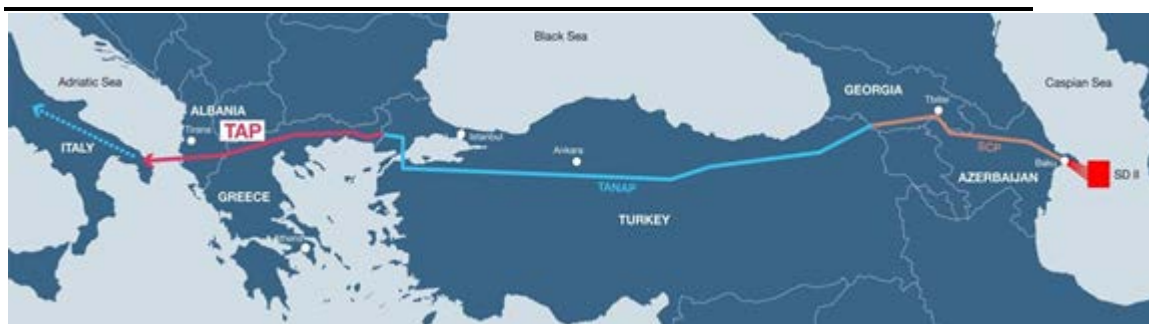 Black Sea
Adriatic Sea
Caspian Sea
GEORGIA
ALBANIA
Tbilisi
Tirana
TAP
Istanbul
ITALY
Ankara
SCP
Baku
AZERBAIJAN
SD II
TANAP
GREECE
TURKEY